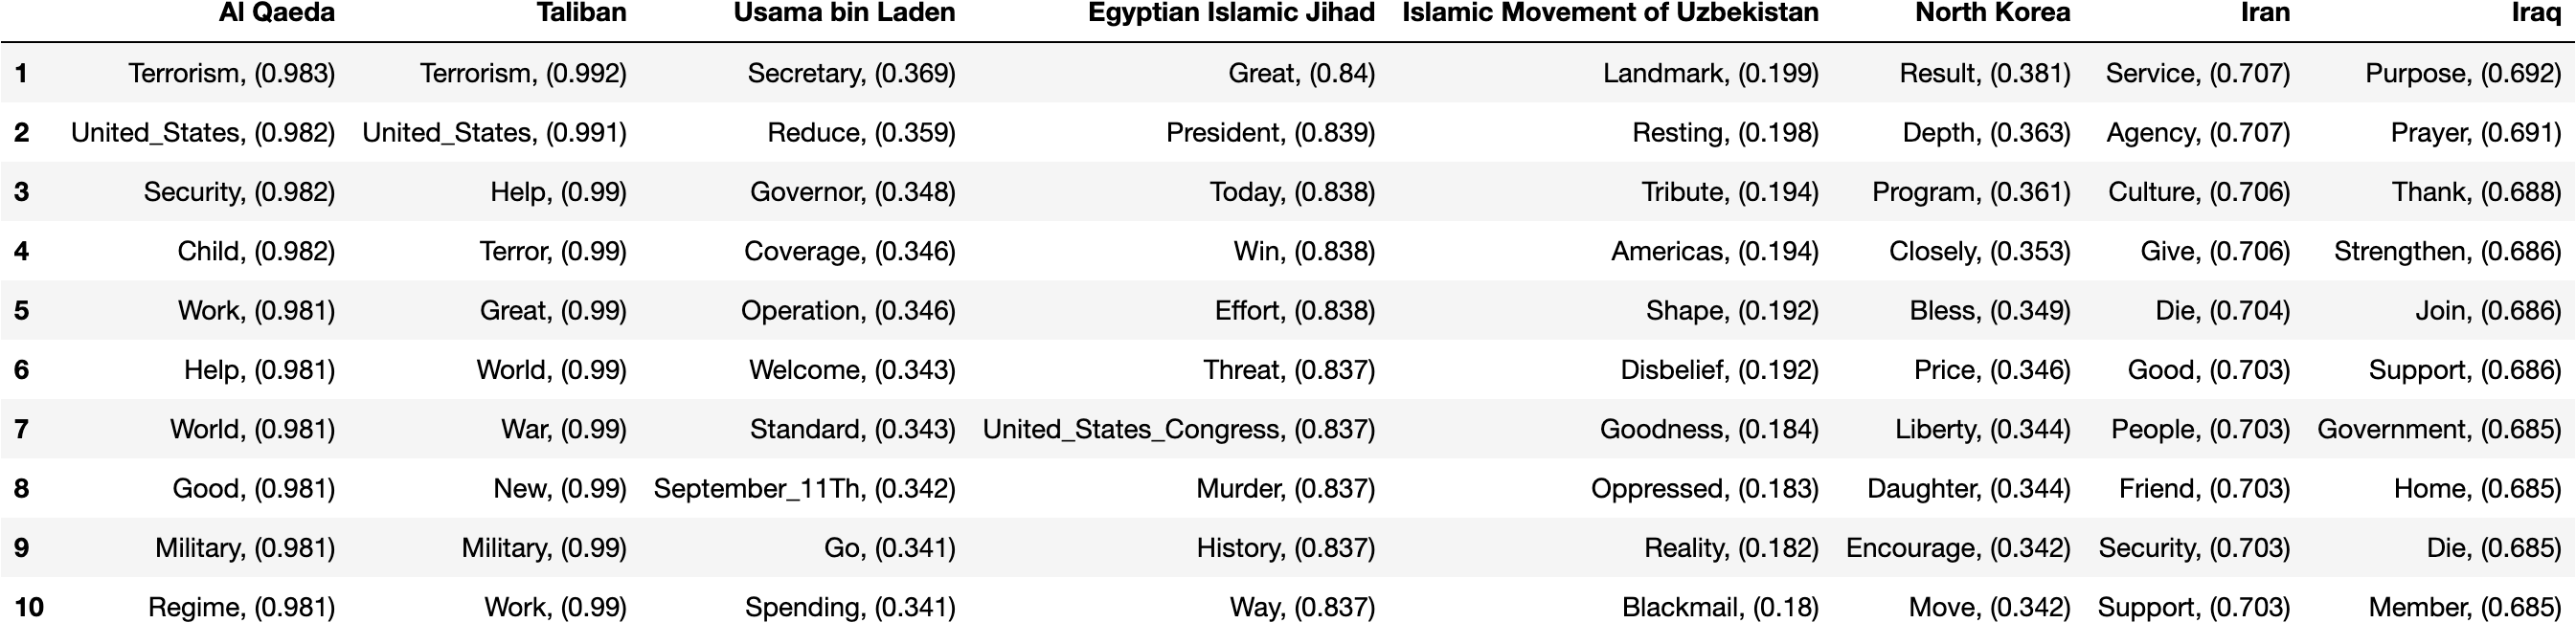 Al Qaeda Taliban Usama bin Laden Egyptian Islamic Jihad Islamic Movement of Uzbekistan North Korea Iran Iraq
1 Terrorism, (0.983) Terrorism, (0.992) Secretary, (0.369) Great, (0.84) Landmark, (0.199) Result, (0.381) Service, (0.707) Purpose, (0.692)
2 United_States, (0.982) United_States, (0.991) Reduce, (0.359) President, (0.839) Resting, (0.198) Depth, (0.363) Agency, (0.707) Prayer, (0.691)
3 Security, (0.982) Help, (0.99) Governor, (0.348) Today, (0.838) Tribute, (0.194) Program, (0.361) Culture, (0.706) Thank, (0.688)
4 Child, (0.982) Terror, (0.99) Coverage, (0.346) Win, (0.838) Americas, (0.194) Closely, (0.353) Give, (0.706) Strengthen, (0.686)
5 Work, (0.981) Great, (0.99) Operation, (0.346) Effort, (0.838) Shape, (0.192) Bless, (0.349) Die, (0.704) Join, (0.686)
6 Help, (0.981) World, (0.99) Welcome, (0.343) Threat, (0.837) Disbelief, (0.192) Price, (0.346) Good, (0.703) Support, (0.686)
7 World, (0.981) War, (0.99) Standard, (0.343) United_States_Congress, (0.837) Goodness, (0.184) Liberty, (0.344) People, (0.703) Government, (0.685)
8 Good, (0.981) New, (0.99) September_11Th, (0.342) Murder, (0.837) Oppressed, (0.183) Daughter, (0.344) Friend, (0.703) Home, (0.685)
9 Military, (0.981) Military, (0.99) Go, (0.341) History, (0.837) Reality, (0.182) Encourage, (0.342) Security, (0.703) Die, (0.685)
10 Regime, (0.981) Work, (0.99) Spending, (0.341) Way, (0.837) Blackmail, (0.18) Move, (0.342) Support, (0.703) Member, (0.685)